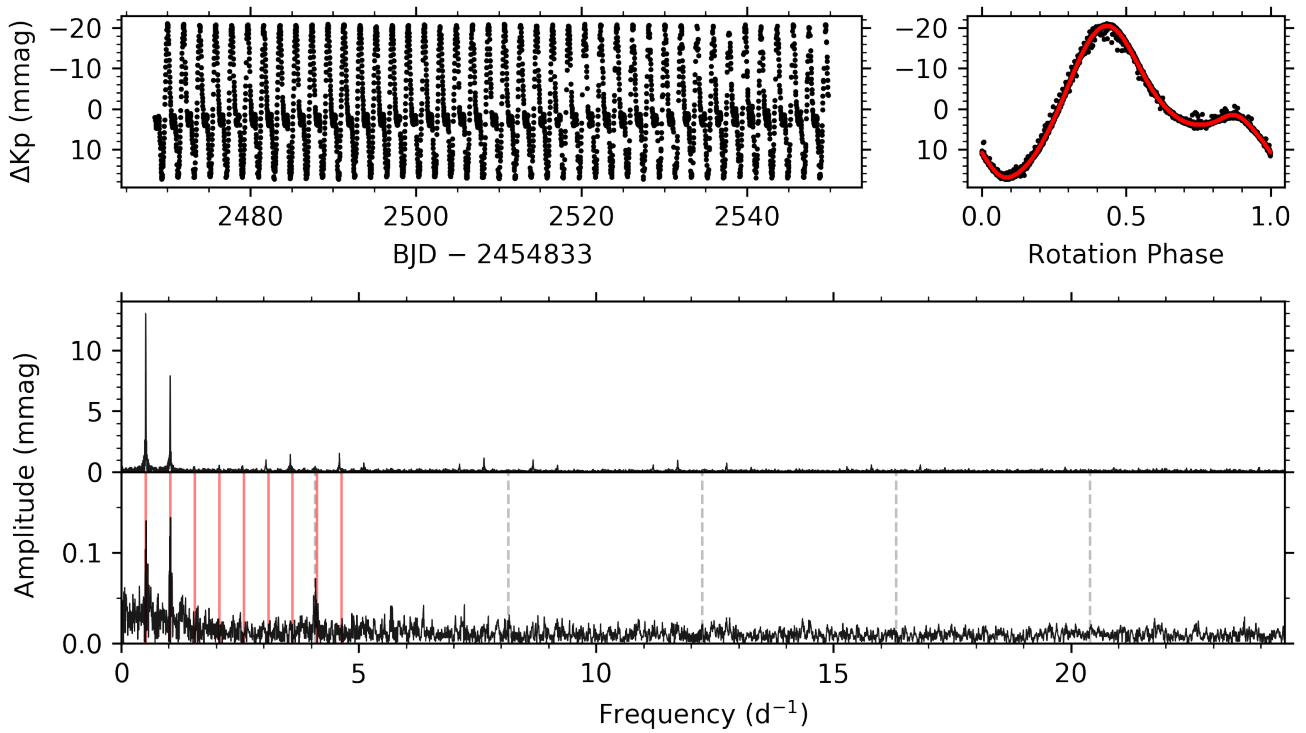 −20
−10
0
10
ΔKp (mmag)
2480 2500 2520 2540
BJD − 2454833
−20
−10
0
10
0.0 0.5 1.0
Rotation Phase
10
5
0
0.1
0.0
Amplitude (mmag)
0 5 10 15 20
Frequency (d⁻¹)